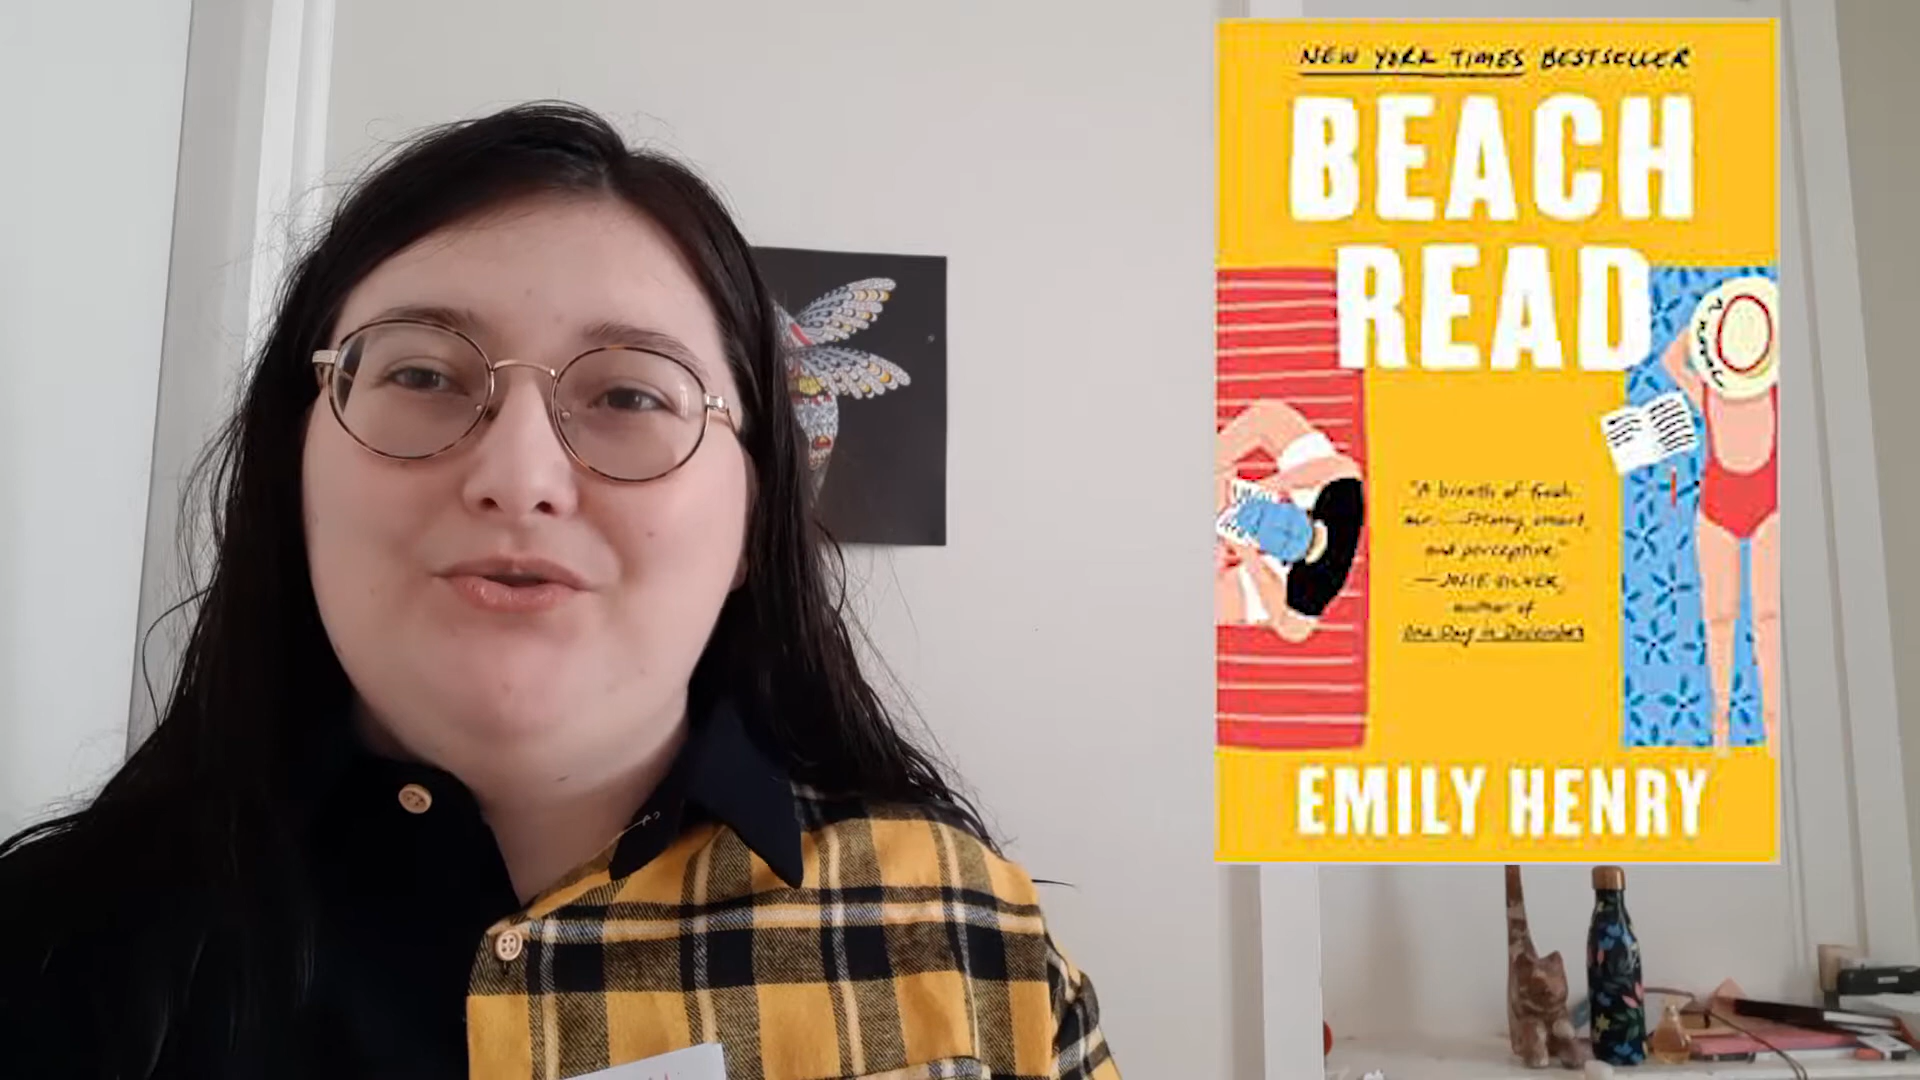 NEW YORK TIMES BESTSELLER
BEACH
READ
"A breath of fresh
air.... Strong, smart,
and perceptive."
—JOSIE SILVER,
author of
One Day in December
EMILY HENRY